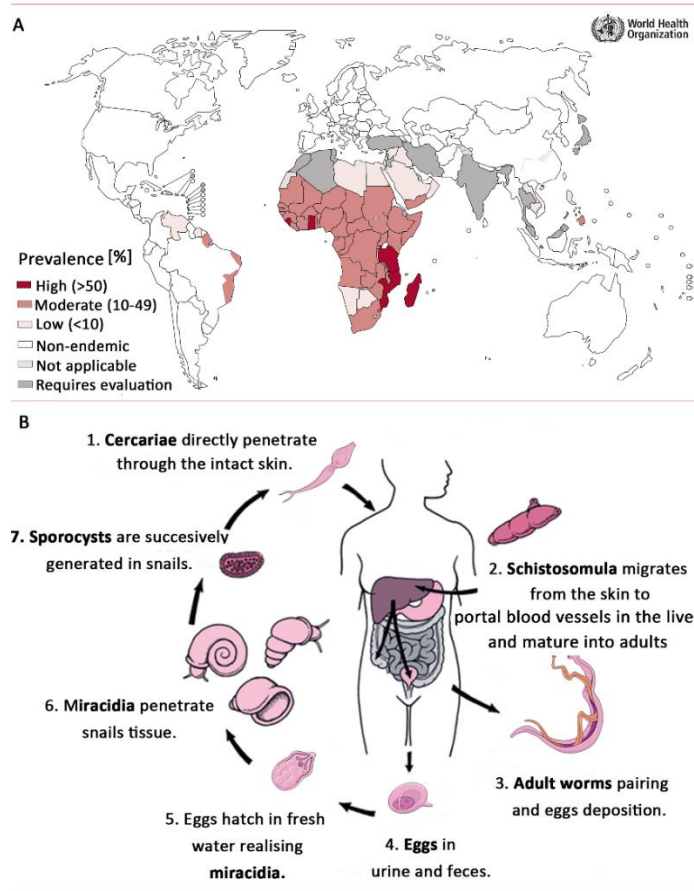 A
World Health
Organization
Prevalence [%]
High (>50)
Moderate (10-49)
Low (<10)
Non-endemic
Not applicable
Requires evaluation
B
1. Cercariae directly penetrate
through the intact skin.
7. Sporocysts are succesively
generated in snails.
2. Schistosomula migrates
from the skin to
portal blood vessels in the live
and mature into adults
6. Miracidia penetrate
snails tissue.
3. Adult worms pairing
and eggs deposition.
5. Eggs hatch in fresh
water realising
miracidia.
4. Eggs in
urine and feces.